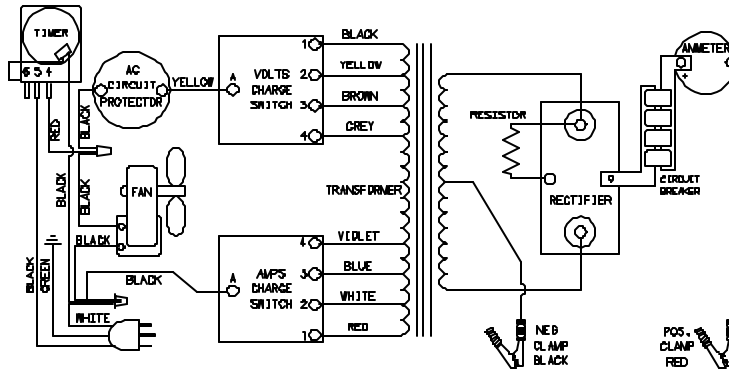 TIMER
6 5 4
RED
BLACK
AC
CIRCUIT
PROTECTOR
YELLOW
A
VOLTS
CHARGE
SWITCH
1
2
3
4
BLACK
YELLOW
BROWN
GREY
TRANSFORMER
RESISTOR
RECTIFIER
AMMETER
+
CIRCUIT
BREAKER
BLACK
BLACK
FAN
BLACK
BLACK
GREEN
BLACK
WHITE
A
AMPS
CHARGE
SWITCH
4
3
2
1
VIOLET
BLUE
WHITE
RED
NEG
CLAMP
BLACK
POS.
CLAMP
RED